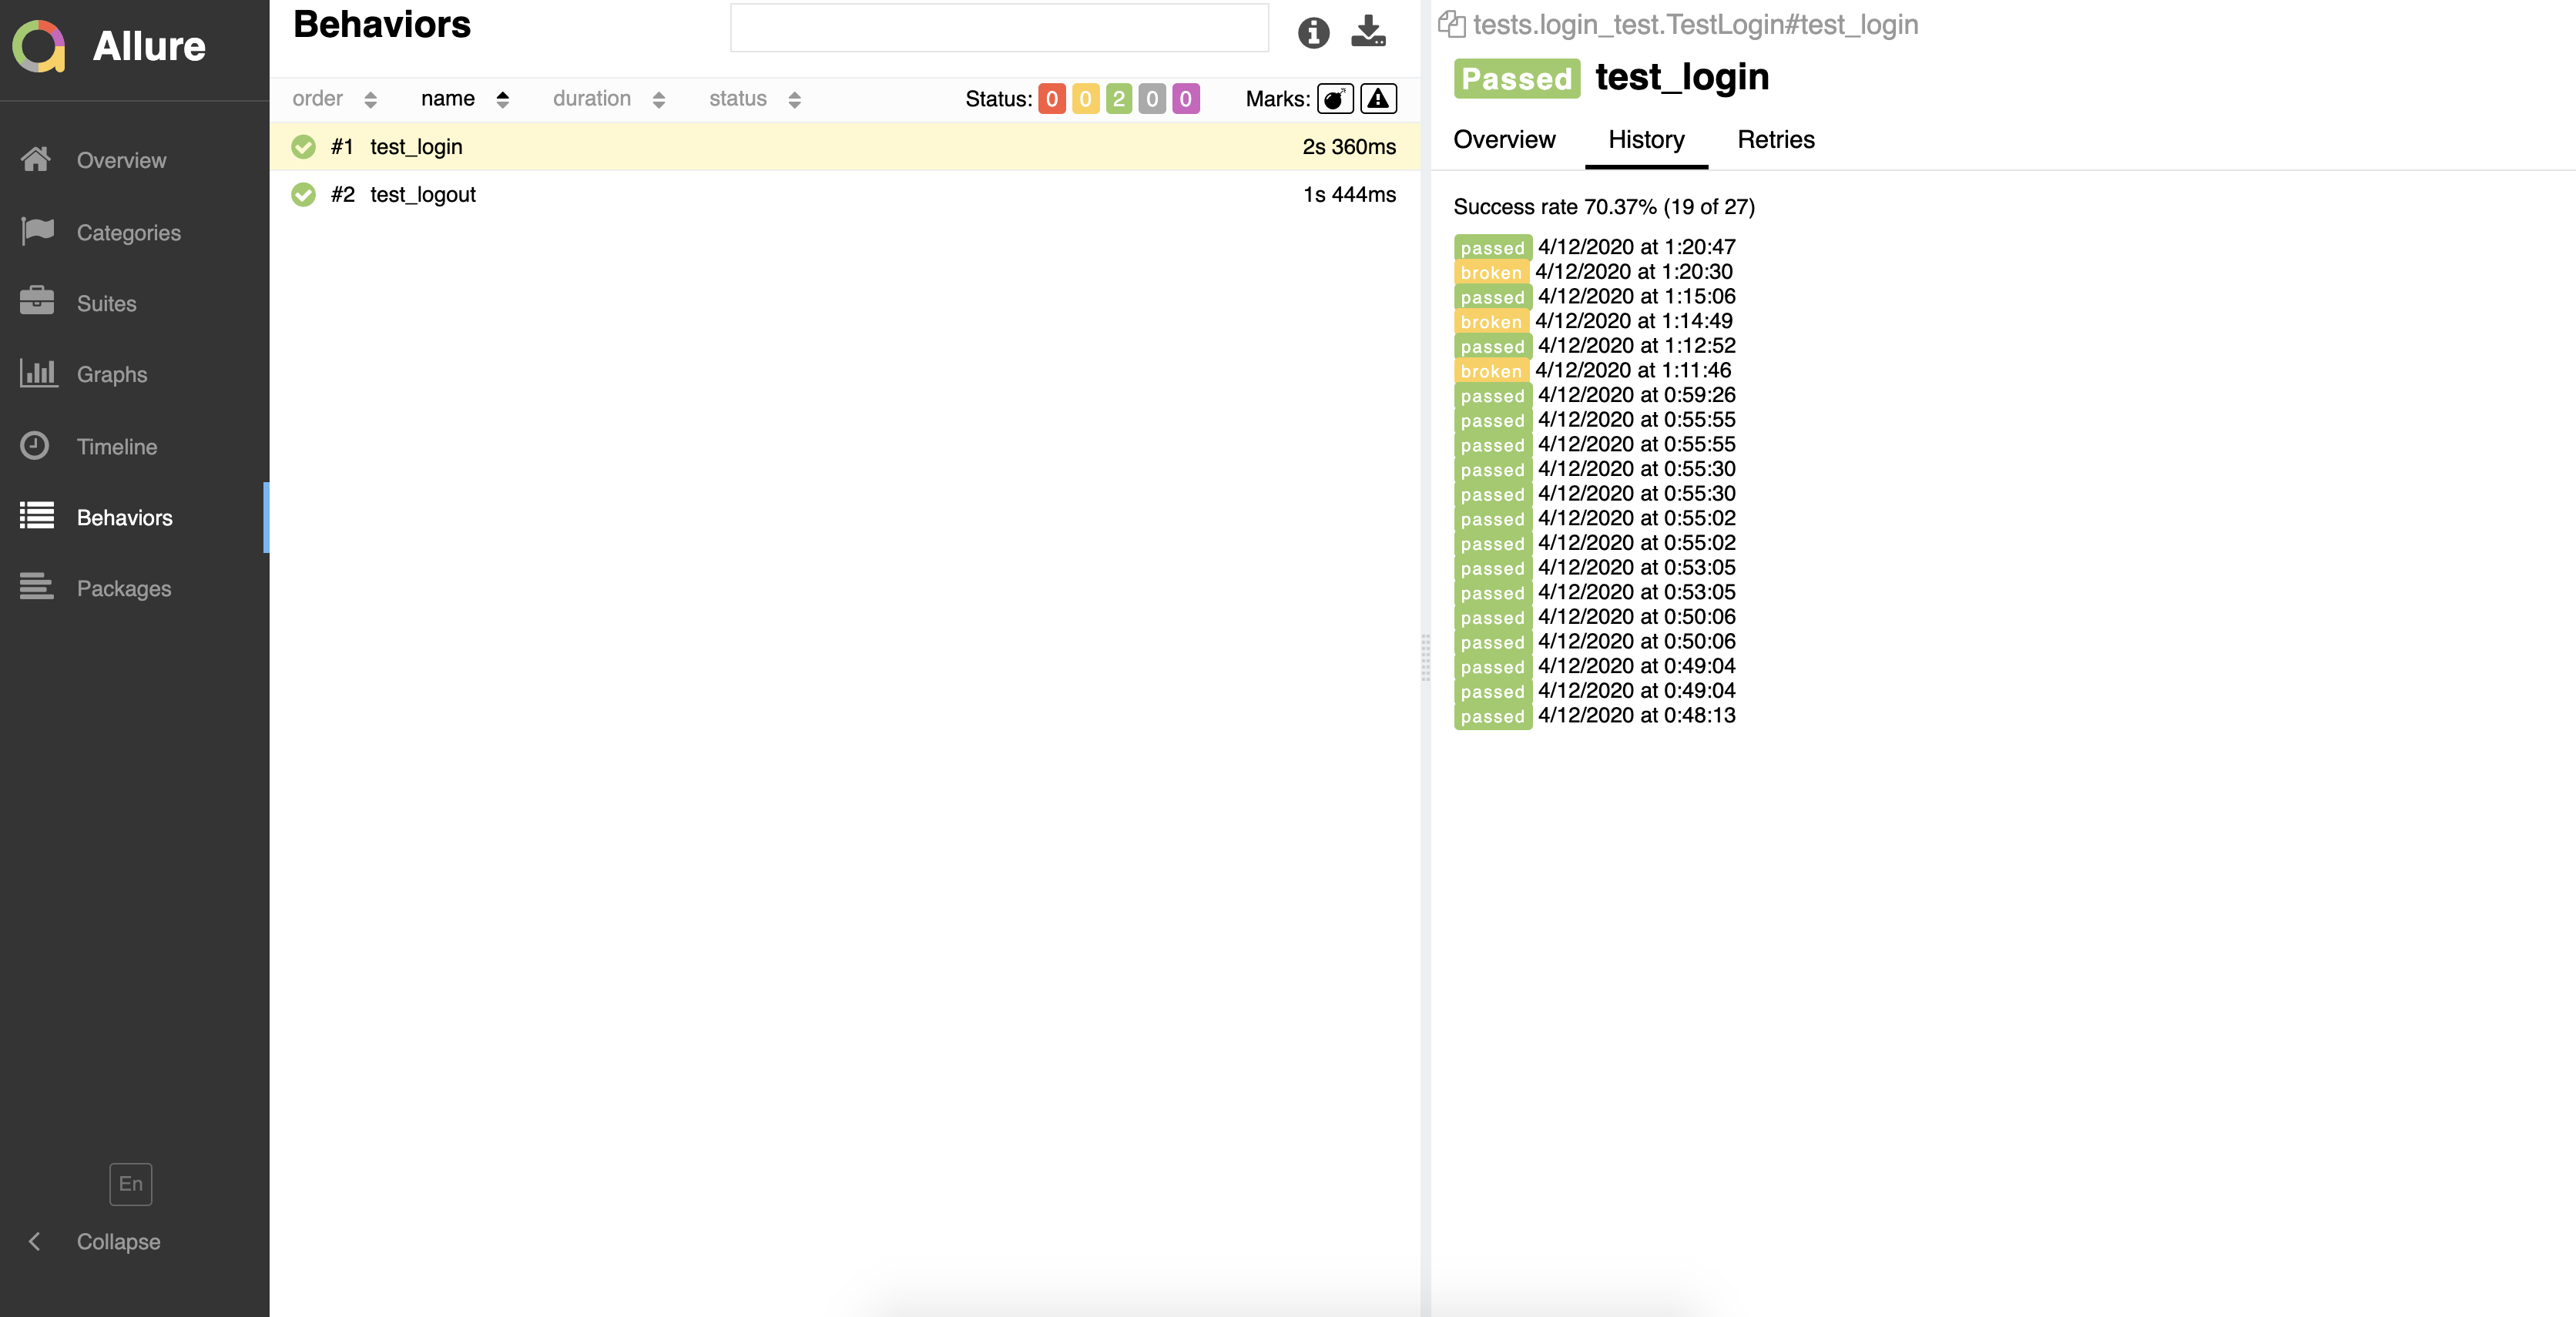 Allure
Overview
Categories
Suites
Graphs
Timeline
Behaviors
Packages
En
Collapse
Behaviors
order name duration status Status: 0 0 2 0 0 Marks:
#1 test_login 2s 360ms
#2 test_logout 1s 444ms
tests.login_test.TestLogin#test_login
Passed test_login
Overview History Retries
Success rate 70.37% (19 of 27)
passed 4/12/2020 at 1:20:47
broken 4/12/2020 at 1:20:30
passed 4/12/2020 at 1:15:06
broken 4/12/2020 at 1:14:49
passed 4/12/2020 at 1:12:52
broken 4/12/2020 at 1:11:46
passed 4/12/2020 at 0:59:26
passed 4/12/2020 at 0:55:55
passed 4/12/2020 at 0:55:55
passed 4/12/2020 at 0:55:30
passed 4/12/2020 at 0:55:30
passed 4/12/2020 at 0:55:02
passed 4/12/2020 at 0:55:02
passed 4/12/2020 at 0:53:05
passed 4/12/2020 at 0:53:05
passed 4/12/2020 at 0:50:06
passed 4/12/2020 at 0:50:06
passed 4/12/2020 at 0:49:04
passed 4/12/2020 at 0:49:04
passed 4/12/2020 at 0:48:13